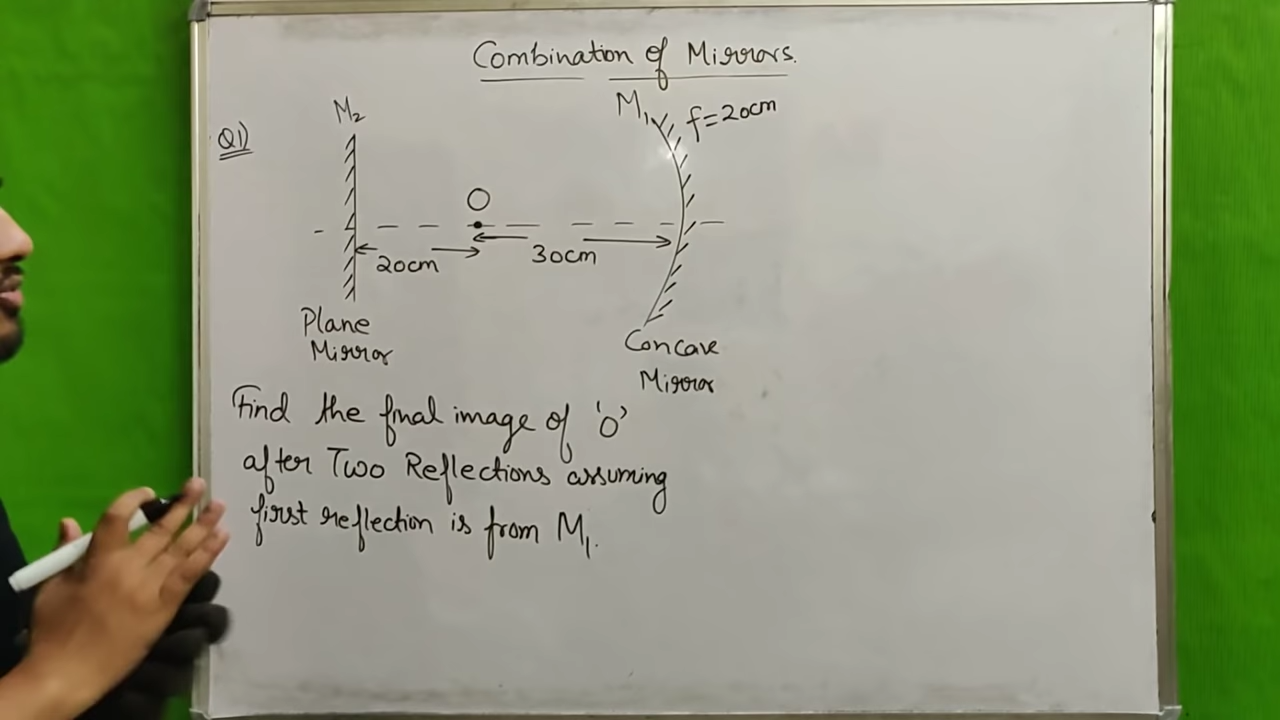 Combination of Mirrors.
Q1)
M₂
M₁
f=20cm
O
20cm
30cm
Plane
Mirror
Concave
Mirror
Find the final image of 'O'
after Two Reflections assuming
first reflection is from M₁.